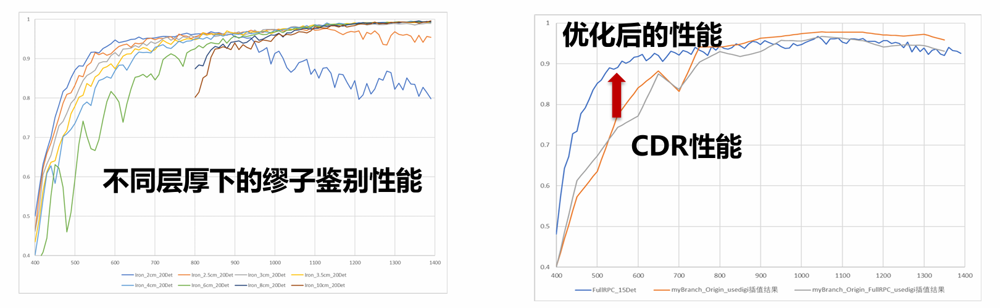 1
0.9
0.8
0.7
0.6
0.5
0.4
400 500 600 700 800 900 1000 1100 1200 1300 1400
不同层厚下的缪子鉴别性能
Iron_2cm_20Det Iron_2.5cm_20Det Iron_3cm_20Det Iron_3.5cm_20Det
Iron_4cm_20Det Iron_6cm_20Det Iron_8cm_20Det Iron_10cm_20Det
1
0.9
0.8
0.7
0.6
0.5
0.4
400 500 600 700 800 900 1000 1100 1200 1300 1400
优化后的性能
CDR性能
FullRPC_15Det myBranch_Origin_usedigi插值结果 myBranch_Origin_FullRPC_usedigi插值结果